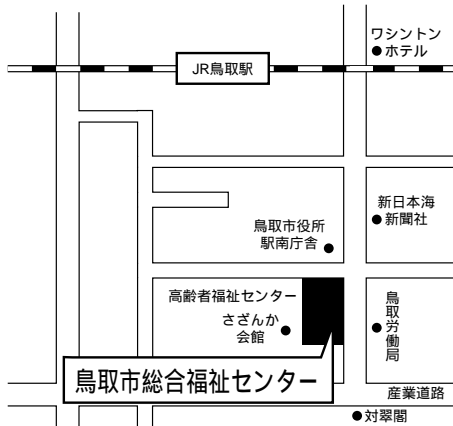 ワシントン
ホテル
JR鳥取駅
新日本海
新聞社
鳥取市役所
駅南庁舎
高齢者福祉センター
さざんか
会館
鳥取労働局
鳥取市総合福祉センター
産業道路
対翠閣